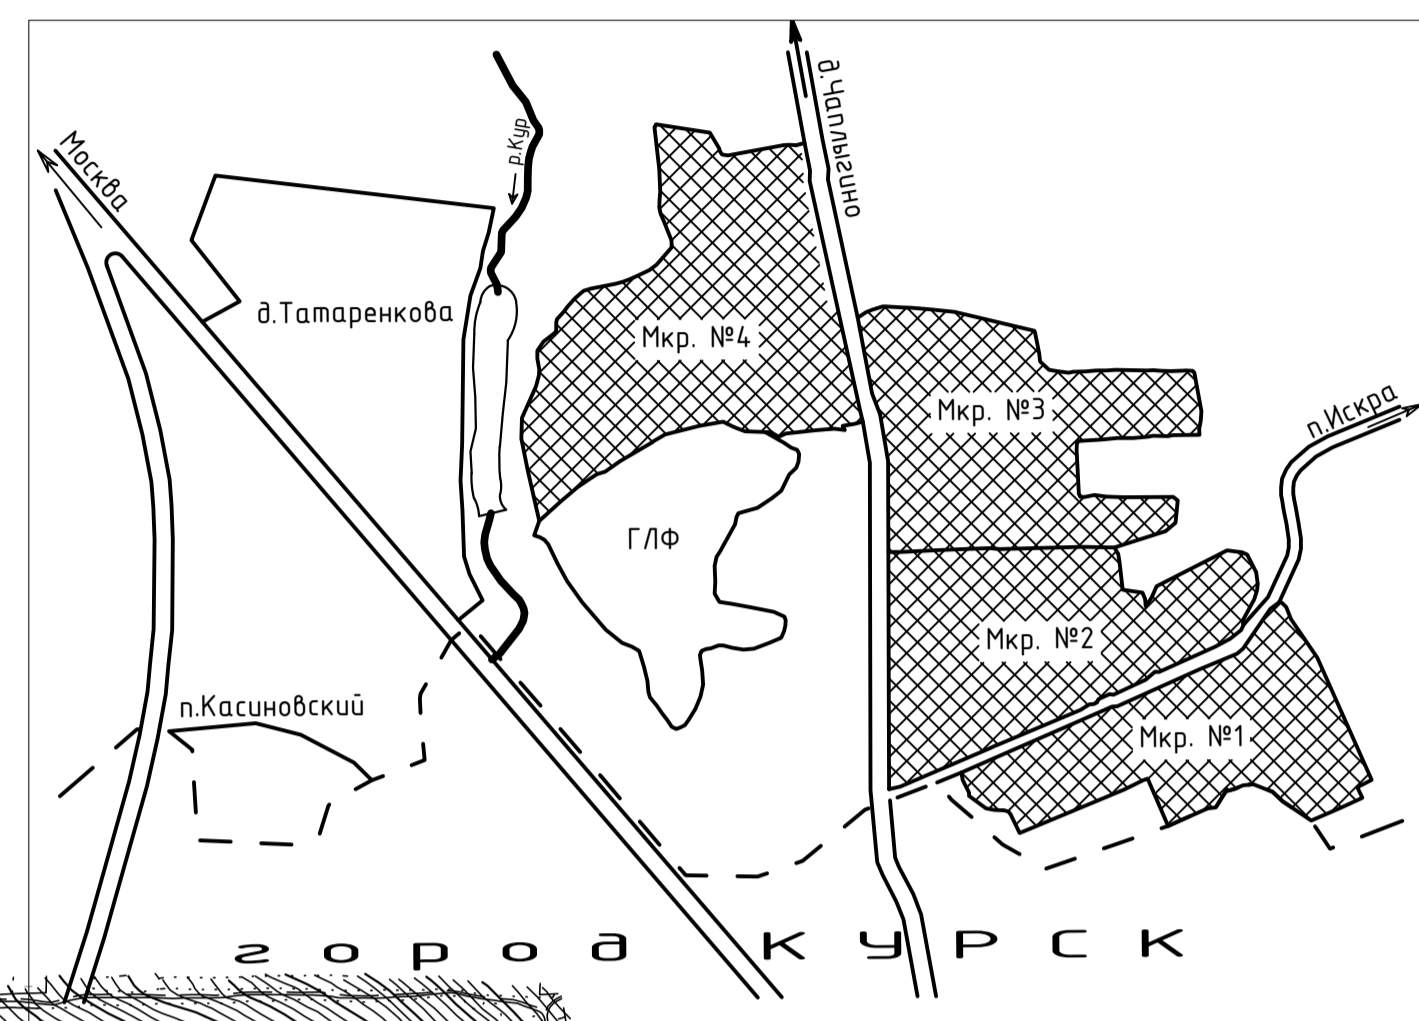 д.Чаплыгино
р.Кур
Москва
д.Татаренкова
Мкр. №4
Мкр. №3
п.Искра
ГЛФ
Мкр. №2
п.Касиновский
Мкр. №1
город КУРСК